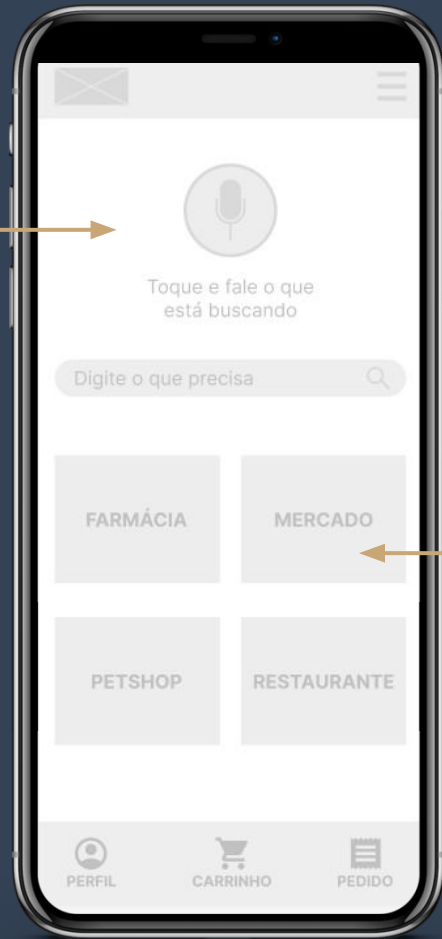 Toque e fale o que
está buscando
Digite o que precisa
FARMÁCIA
MERCADO
PETSHOP
RESTAURANTE
PERFIL
CARRINHO
PEDIDO